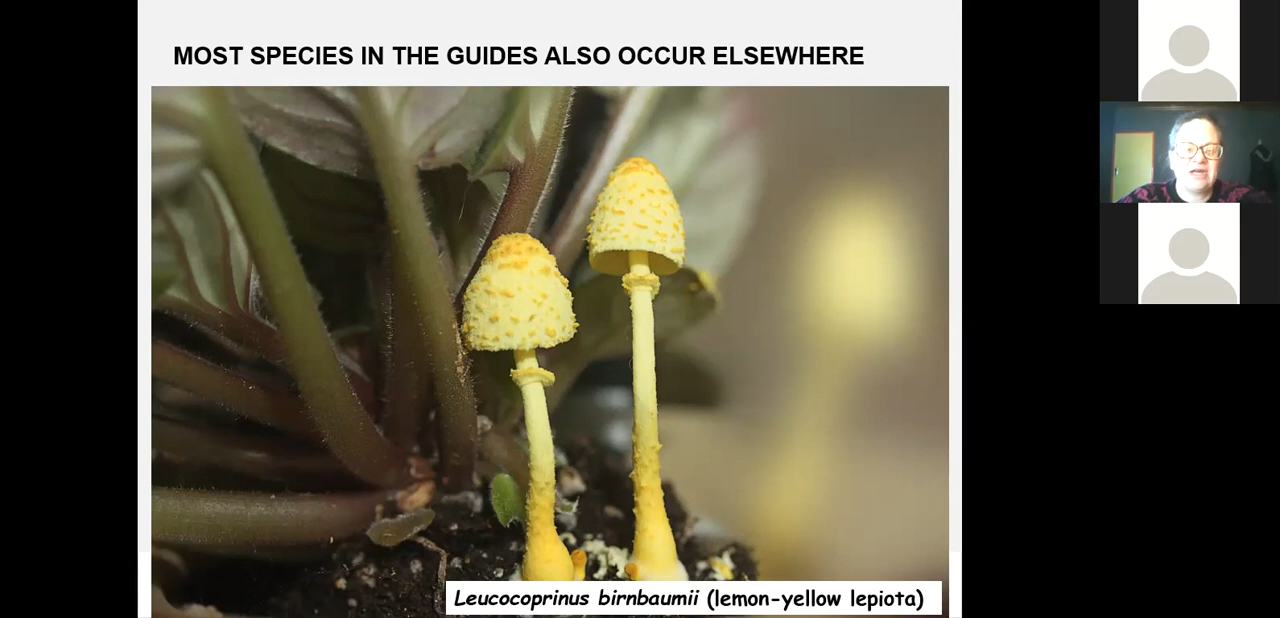 MOST SPECIES IN THE GUIDES ALSO OCCUR ELSEWHERE
Leucocoprinus birnbaumii (lemon-yellow lepiota)